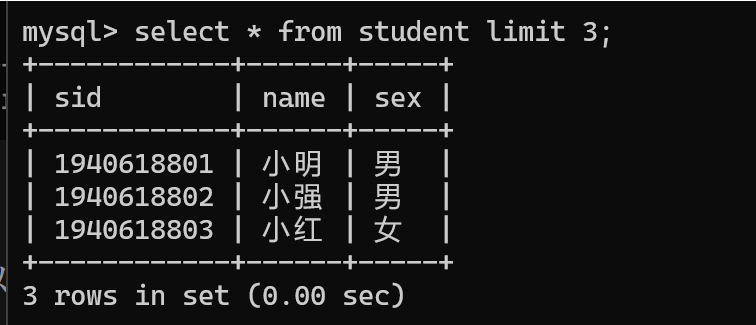 mysql> select * from student limit 3;
+------------+------+-----+
| sid        | name | sex |
+------------+------+-----+
| 1940618801 | 小明 | 男  |
| 1940618802 | 小强 | 男  |
| 1940618803 | 小红 | 女  |
+------------+------+-----+
3 rows in set (0.00 sec)